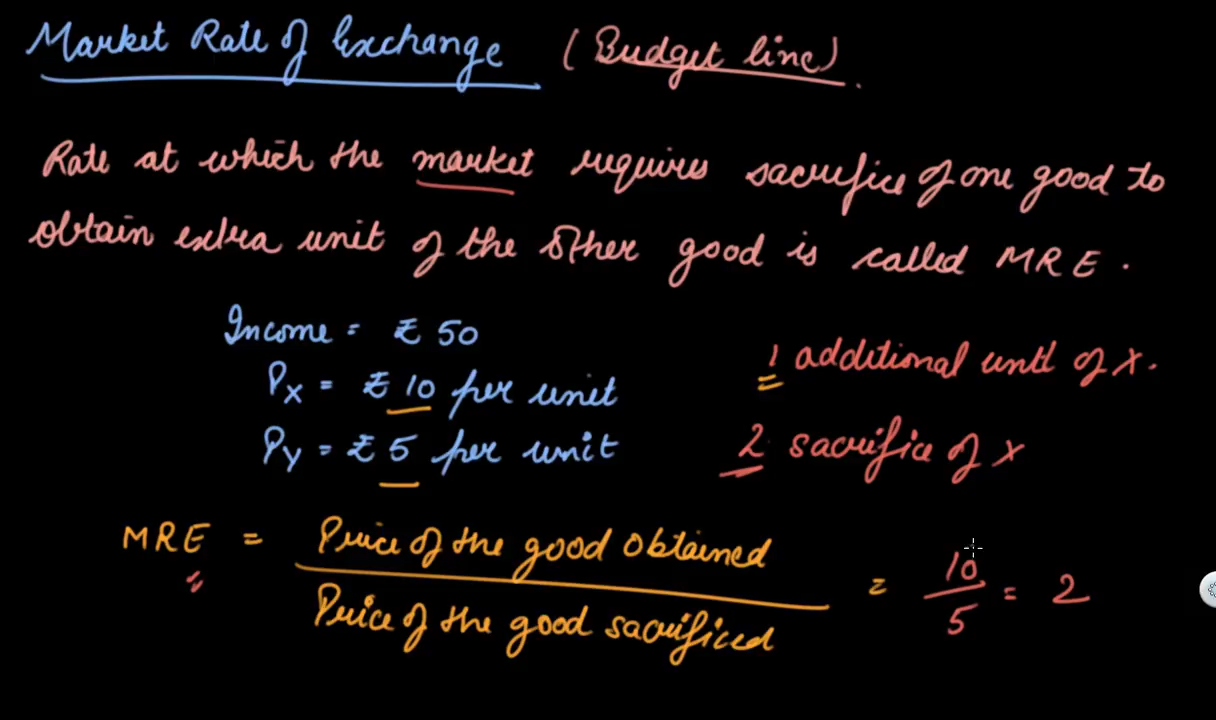 Market Rate of Exchange (Budget line).
Rate at which the market requires sacrifice of one good to
obtain extra unit of the other good is called MRE.
Income = ₹ 50
Px = ₹ 10 per unit
Py = ₹ 5 per unit
1 additional unit of X.
2 sacrifice of X
MRE = Price of the good obtained / Price of the good sacrificed = 10/5 = 2